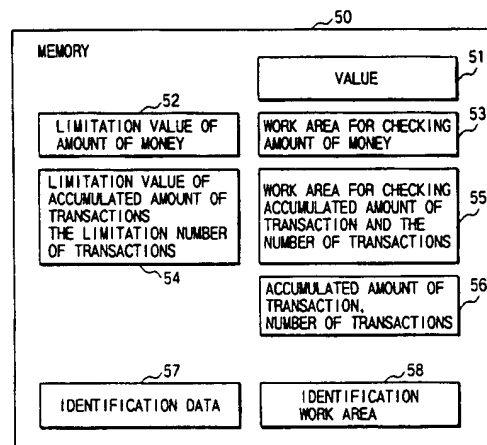 50
MEMORY
51
VALUE
52
LIMITATION VALUE OF
AMOUNT OF MONEY
53
WORK AREA FOR CHECKING
AMOUNT OF MONEY
LIMITATION VALUE OF
ACCUMULATED AMOUNT OF
TRANSACTIONS
THE LIMITATION NUMBER
OF TRANSACTIONS
54
WORK AREA FOR CHECKING
ACCUMULATED AMOUNT OF
TRANSACTION AND THE
NUMBER OF TRANSACTIONS
55
ACCUMULATED AMOUNT OF
TRANSACTION,
NUMBER OF TRANSACTIONS
56
57
IDENTIFICATION DATA
58
IDENTIFICATION
WORK AREA